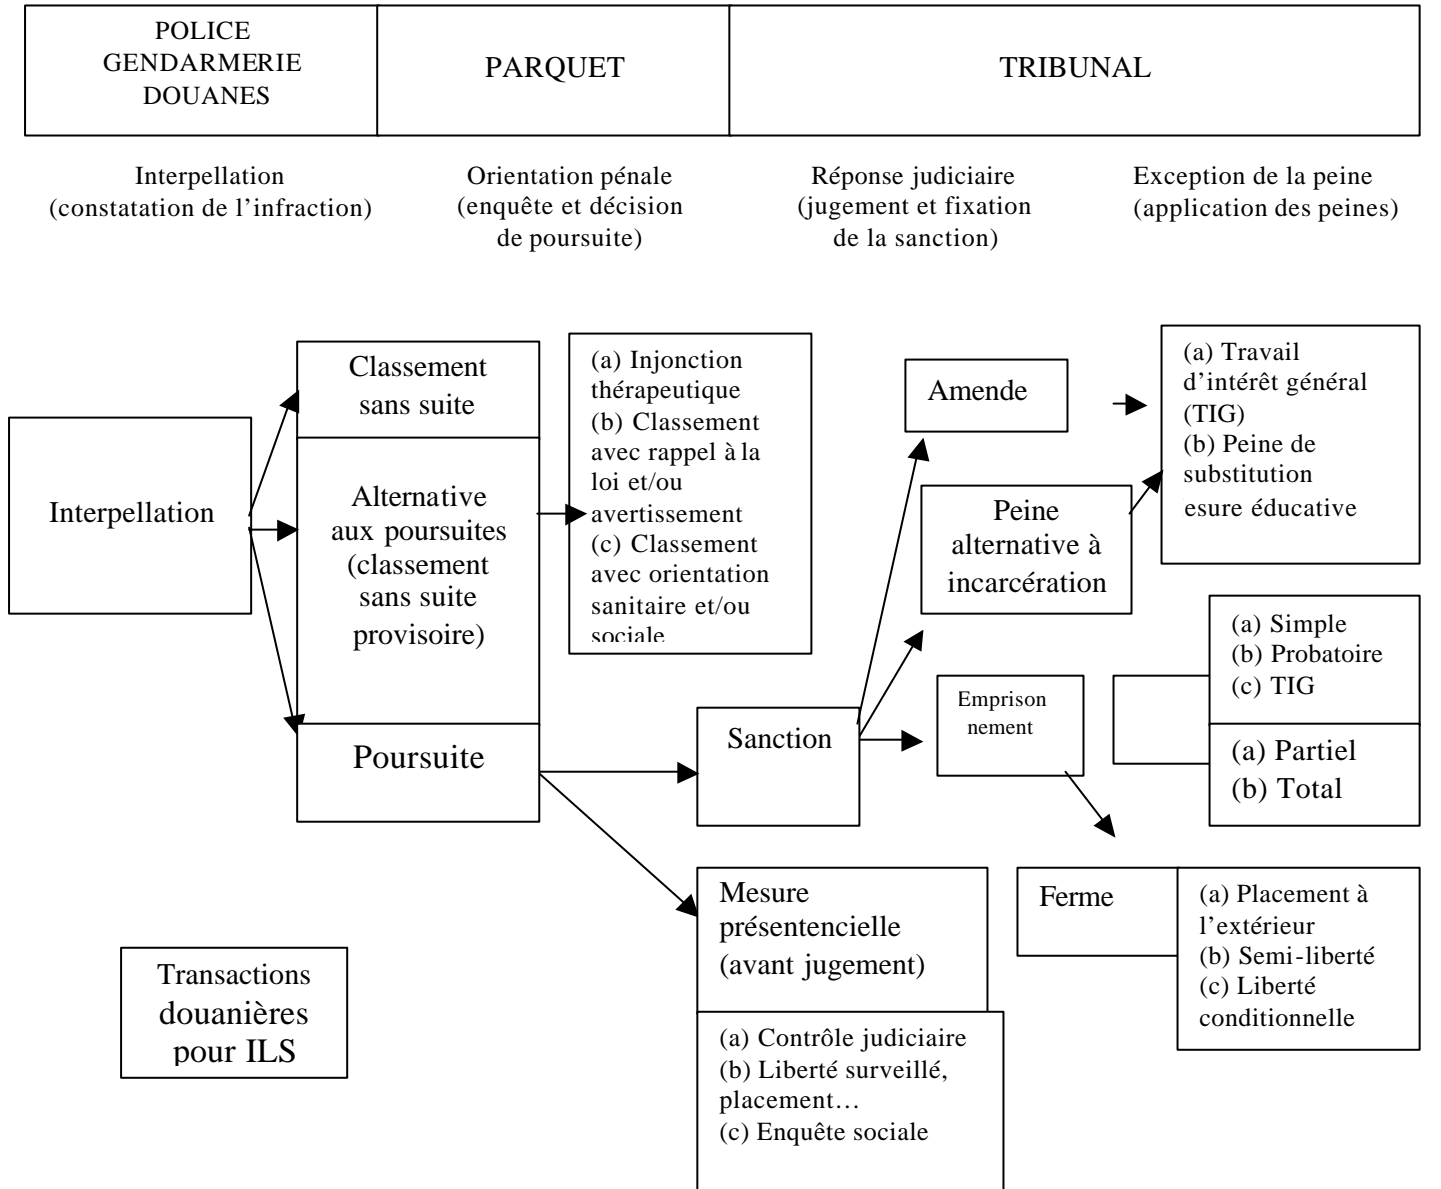 POLICE
GENDARMERIE
DOUANES
PARQUET
TRIBUNAL
Interpellation
(constatation de l’infraction)
Orientation pénale
(enquête et décision
de poursuite)
Réponse judiciaire
(jugement et fixation
de la sanction)
Exception de la peine
(application des peines)
Interpellation
Classement
sans suite
Alternative
aux poursuites
(classement
sans suite
provisoire)
Poursuite
(a) Injonction
thérapeutique
(b) Classement
avec rappel à la
loi et/ou
avertissement
(c) Classement
avec orientation
sanitaire et/ou
sociale
Sanction
Amende
Peine
alternative à
incarcération
Emprison
nement
(a) Travail
d’intérêt général
(TIG)
(b) Peine de
substitution
esure éducative
(a) Simple
(b) Probatoire
(c) TIG
(a) Partiel
(b) Total
Mesure
présentencielle
(avant jugement)
(a) Contrôle judiciaire
(b) Liberté surveillé,
placement…
(c) Enquête sociale
Ferme
(a) Placement à
l’extérieur
(b) Semi-liberté
(c) Liberté
conditionnelle
Transactions
douanières
pour ILS